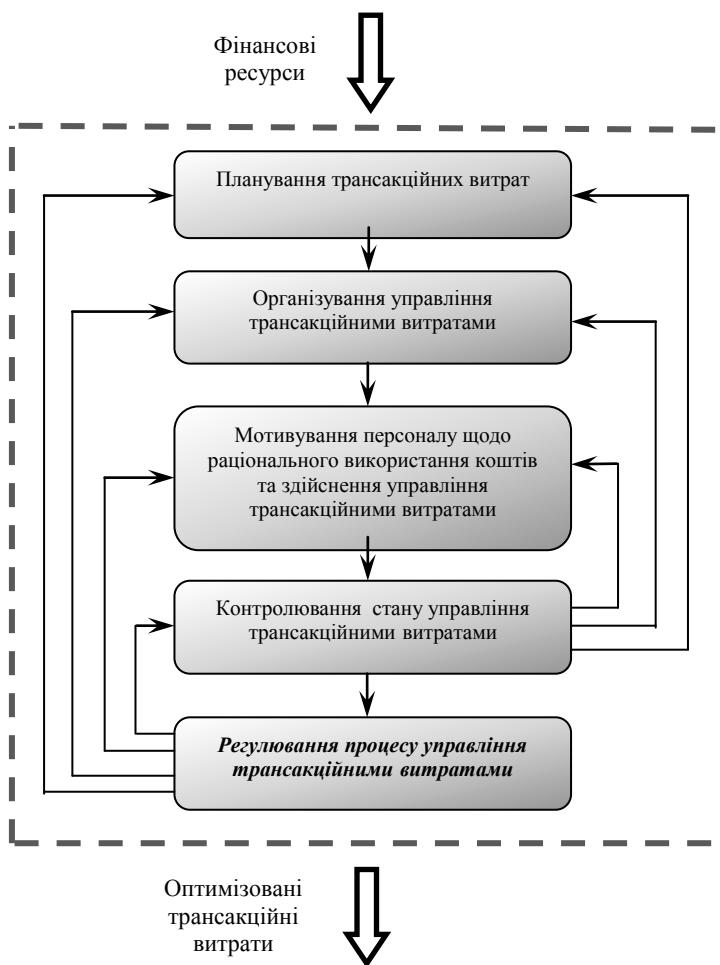 Фінансові
ресурси
Планування трансакційних витрат
Організування управління
трансакційними витратами
Мотивування персоналу щодо
раціонального використання коштів
та здійснення управління
трансакційними витратами
Контролювання стану управління
трансакційними витратами
Регулювання процесу управління
трансакційними витратами
Оптимізовані
трансакційні
витрати